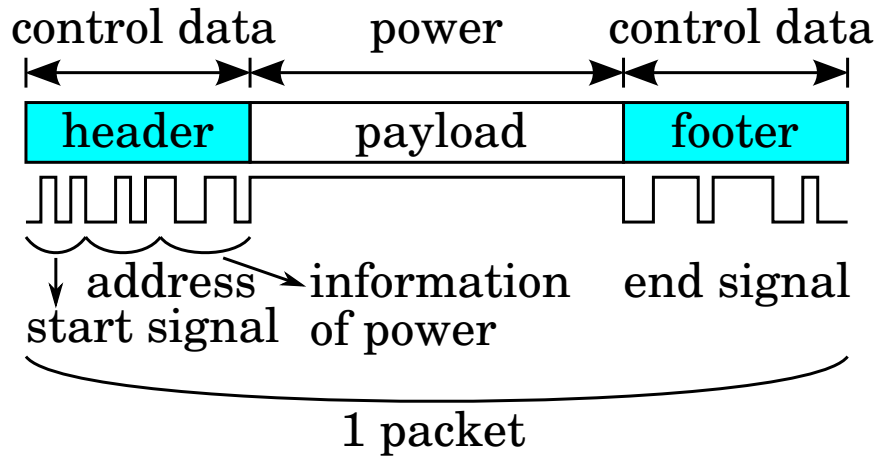 control data power control data
header payload footer
address information end signal
start signal of power
1 packet